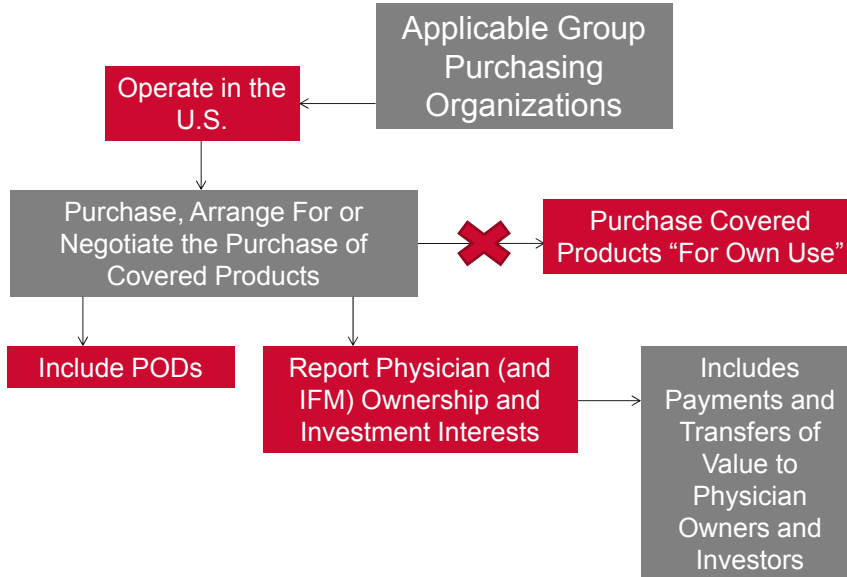 Applicable Group
Purchasing
Organizations
Operate in the
U.S.
Purchase, Arrange For or
Negotiate the Purchase of
Covered Products
Purchase Covered
Products “For Own Use”
Include PODs
Report Physician (and
IFM) Ownership and
Investment Interests
Includes
Payments and
Transfers of
Value to
Physician
Owners and
Investors